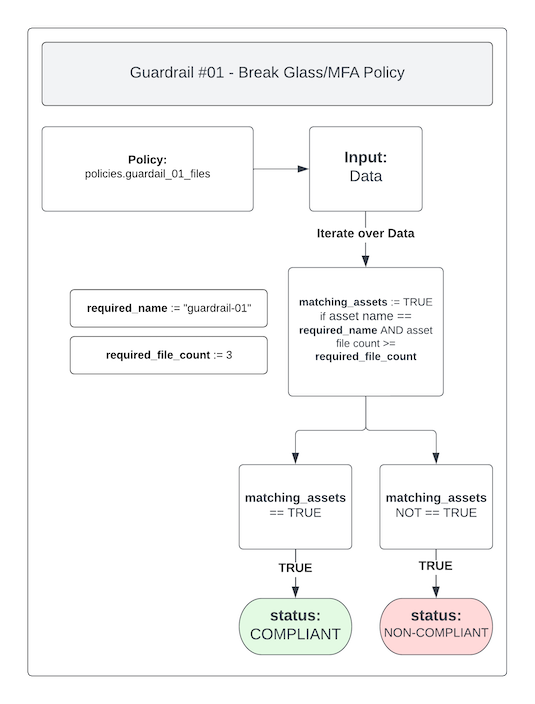 Guardrail #01 - Break Glass/MFA Policy
Policy:
policies.guardail_01_files
Input:
Data
Iterate over Data
required_name := "guardrail-01"
required_file_count := 3
matching_assets := TRUE
if asset name ==
required_name AND asset
file count >=
required_file_count
matching_assets
== TRUE
matching_assets
NOT == TRUE
TRUE
TRUE
status:
COMPLIANT
status:
NON-COMPLIANT